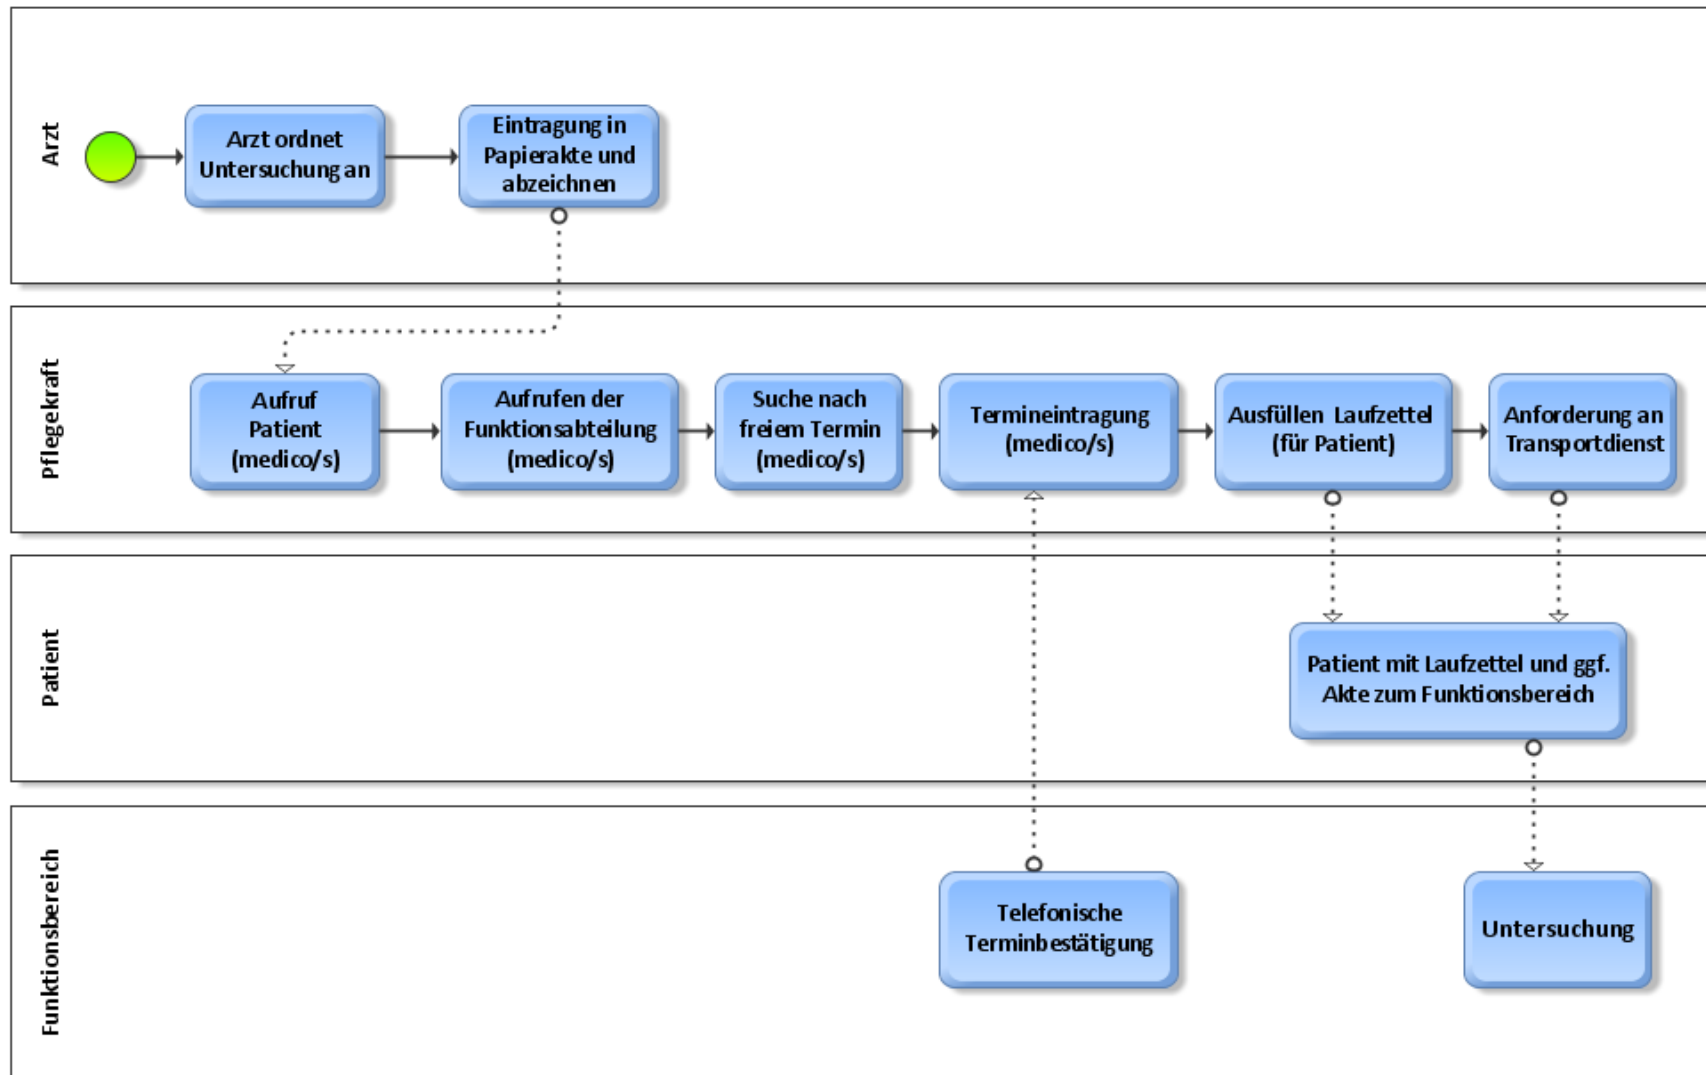 Arzt
Arzt ordnet
Untersuchung an
Eintragung in
Papierakte und
abzeichnen
Pflegekraft
Aufruf
Patient
(medico/s)
Aufrufen der
Funktionsabteilung
(medico/s)
Suche nach
freiem Termin
(medico/s)
Termineintragung
(medico/s)
Ausfüllen Laufzettel
(für Patient)
Anforderung an
Transportdienst
Patient
Patient mit Laufzettel und ggf.
Akte zum Funktionsbereich
Funktionsbereich
Telefonische
Terminbestätigung
Untersuchung